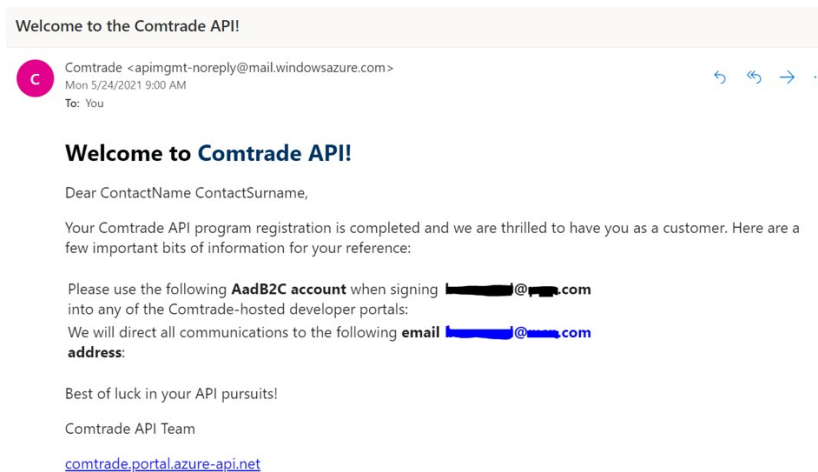 Welcome to the Comtrade API!
C
Comtrade <apimgmt-noreply@mail.windowsazure.com>
Mon 5/24/2021 9:00 AM
To: You
Welcome to Comtrade API!
Dear ContactName ContactSurname,
Your Comtrade API program registration is completed and we are thrilled to have you as a customer. Here are a
few important bits of information for your reference:
Please use the following AadB2C account when signing @ .com
into any of the Comtrade-hosted developer portals:
We will direct all communications to the following email @ .com
address:
Best of luck in your API pursuits!
Comtrade API Team
comtrade.portal.azure-api.net